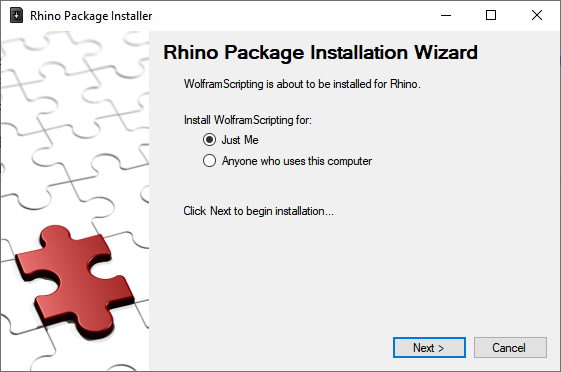 Rhino Package Installer
Rhino Package Installation Wizard
WolframScripting is about to be installed for Rhino.
Install WolframScripting for:
Just Me
Anyone who uses this computer
Click Next to begin installation...
Next >
Cancel